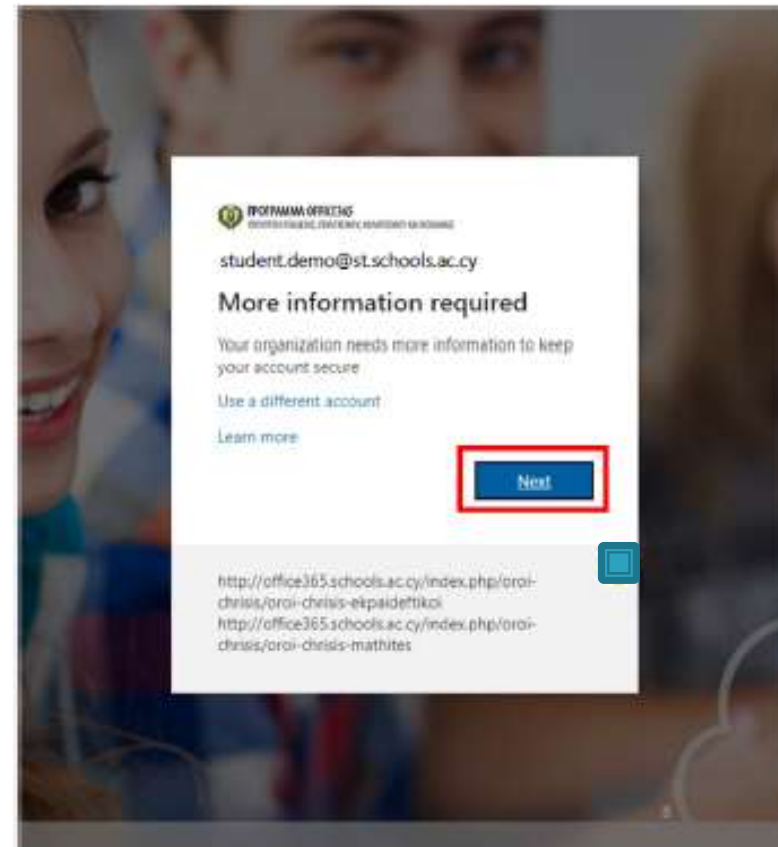 ΠΡΟΓΡΑΜΜΑ OFFICE365
student.demo@st.schools.ac.cy
More information required
Your organization needs more information to keep
your account secure
Use a different account
Learn more
Next
http://office365.schools.ac.cy/index.php/oroi-
chrisis/oroi-chrisis-ekpaideftikoi
http://office365.schools.ac.cy/index.php/oroi-
chrisis/oroi-chrisis-mathites